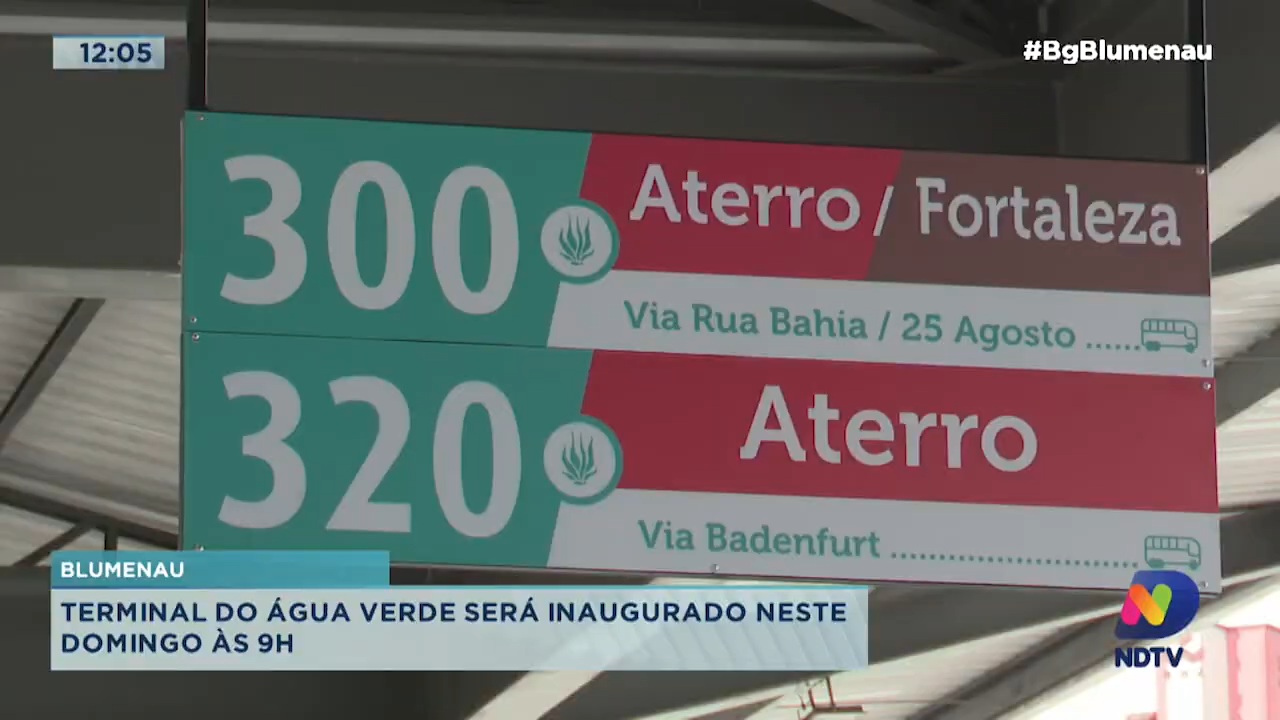 12:05
#BgBlumenau
300
Aterro / Fortaleza
Via Rua Bahia / 25 Agosto ......
320
Aterro
Via Badenfurt ..............................
BLUMENAU
TERMINAL DO ÁGUA VERDE SERÁ INAUGURADO NESTE
DOMINGO ÀS 9H
NDTV